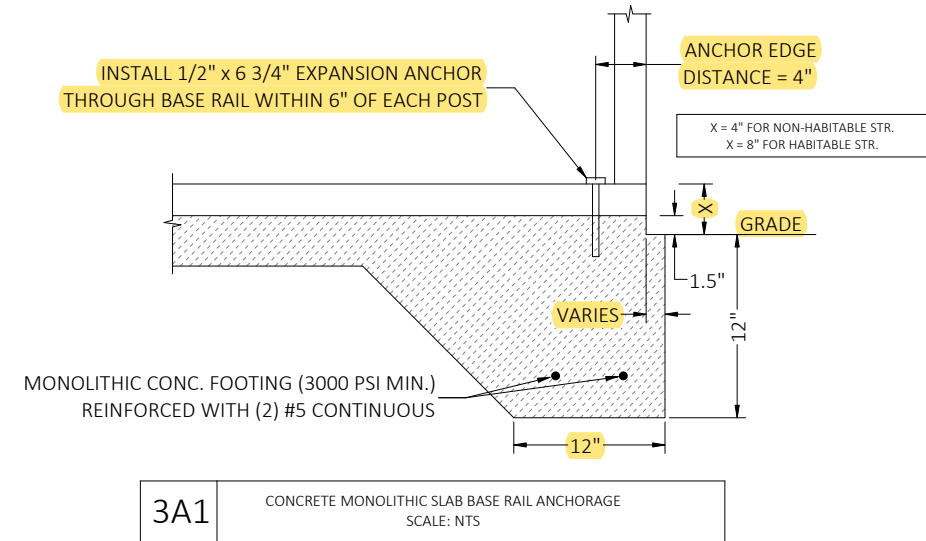 INSTALL 1/2" x 6 3/4" EXPANSION ANCHOR
THROUGH BASE RAIL WITHIN 6" OF EACH POST
ANCHOR EDGE
DISTANCE = 4"
X = 4" FOR NON-HABITABLE STR.
X = 8" FOR HABITABLE STR.
X
GRADE
1.5"
VARIES
12"
MONOLITHIC CONC. FOOTING (3000 PSI MIN.)
REINFORCED WITH (2) #5 CONTINUOUS
12"
3A1
CONCRETE MONOLITHIC SLAB BASE RAIL ANCHORAGE
SCALE: NTS